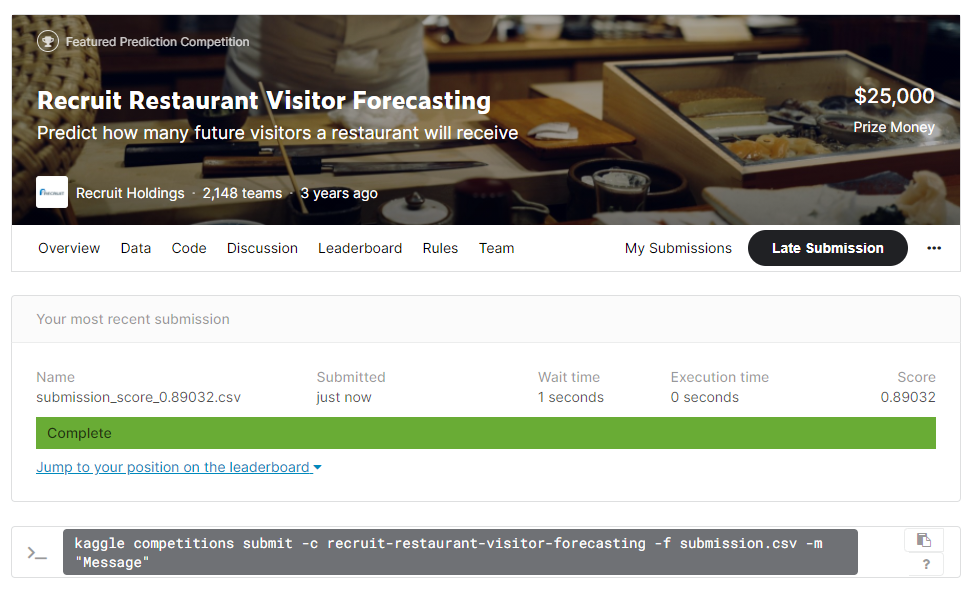 Featured Prediction Competition
Recruit Restaurant Visitor Forecasting
$25,000
Predict how many future visitors a restaurant will receive
Prize Money
RECRUIT
Recruit Holdings · 2,148 teams · 3 years ago
Overview Data Code Discussion Leaderboard Rules Team My Submissions Late Submission
Your most recent submission
Name Submitted Wait time Execution time Score
submission_score_0.89032.csv just now 1 seconds 0 seconds 0.89032
Complete
Jump to your position on the leaderboard
>_ kaggle competitions submit -c recruit-restaurant-visitor-forecasting -f submission.csv -m
"Message"
?